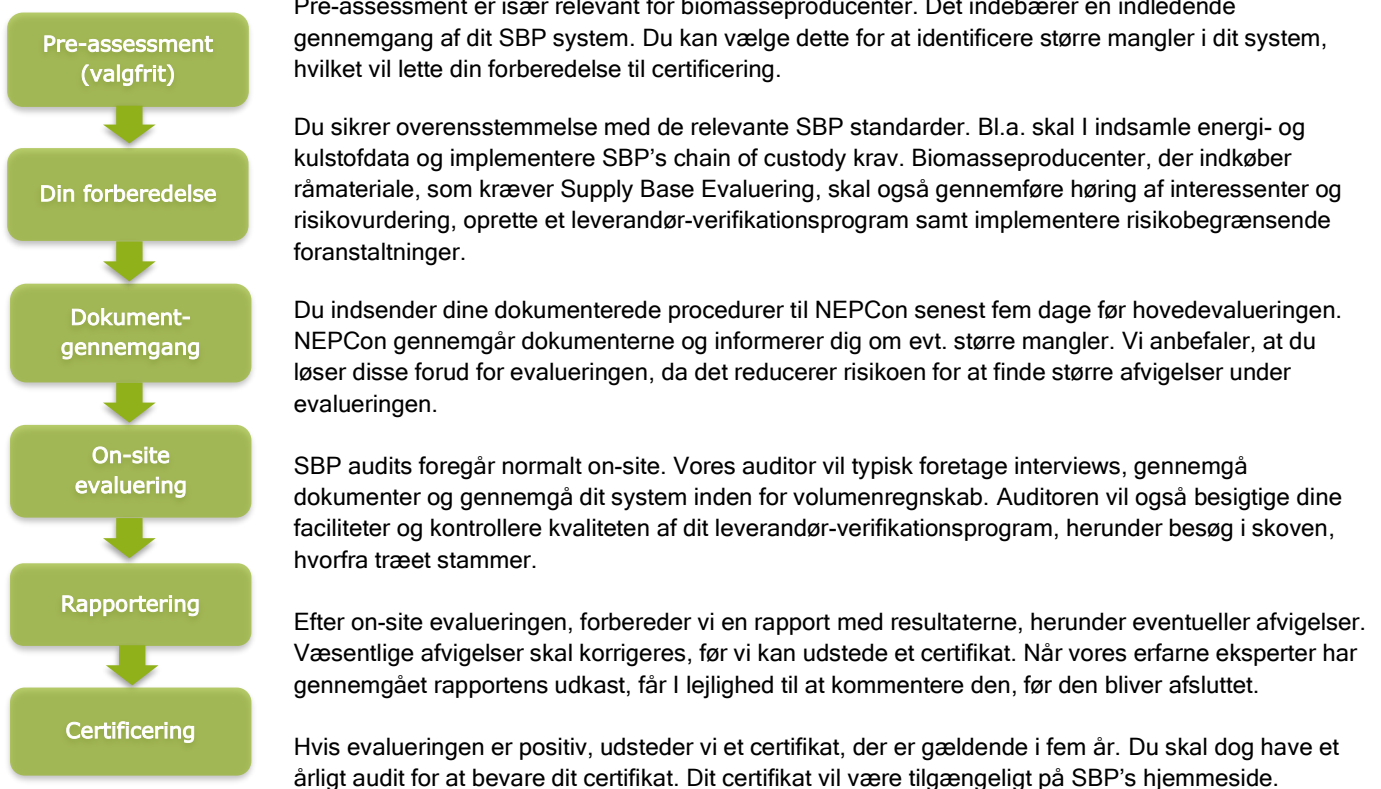 Pre-assessment er især relevant for biomasseproducenter. Det indebærer en indledende
Pre-assessment
(valgfrit)
gennemgang af dit SBP system. Du kan vælge dette for at identificere større mangler i dit system,
hvilket vil lette din forberedelse til certificering.
Din forberedelse
Du sikrer overensstemmelse med de relevante SBP standarder. Bl.a. skal I indsamle energi- og
kulstofdata og implementere SBP's chain of custody krav. Biomasseproducenter, der indkøber
råmateriale, som kræver Supply Base Evaluering, skal også gennemføre høring af interessenter og
risikovurdering, oprette et leverandør-verifikationsprogram samt implementere risikobegrænsende
foranstaltninger.
Dokument-
gennemgang
Du indsender dine dokumenterede procedurer til NEPCon senest fem dage før hovedevalueringen.
NEPCon gennemgår dokumenterne og informerer dig om evt. større mangler. Vi anbefaler, at du
løser disse forud for evalueringen, da det reducerer risikoen for at finde større afvigelser under
evalueringen.
On-site
evaluering
SBP audits foregår normalt on-site. Vores auditor vil typisk foretage interviews, gennemgå
dokumenter og gennemgå dit system inden for volumenregnskab. Auditoren vil også besigtige dine
faciliteter og kontrollere kvaliteten af dit leverandør-verifikationsprogram, herunder besøg i skoven,
hvorfra træet stammer.
Rapportering
Efter on-site evalueringen, forbereder vi en rapport med resultaterne, herunder eventueller afvigelser.
Væsentlige afvigelser skal korrigeres, før vi kan udstede et certifikat. Når vores erfarne eksperter har
gennemgået rapportens udkast, får I lejlighed til at kommentere den, før den bliver afsluttet.
Certificering
Hvis evalueringen er positiv, udsteder vi et certifikat, der er gældende i fem år. Du skal dog have et
årligt audit for at bevare dit certifikat. Dit certifikat vil være tilgængeligt på SBP's hjemmeside.